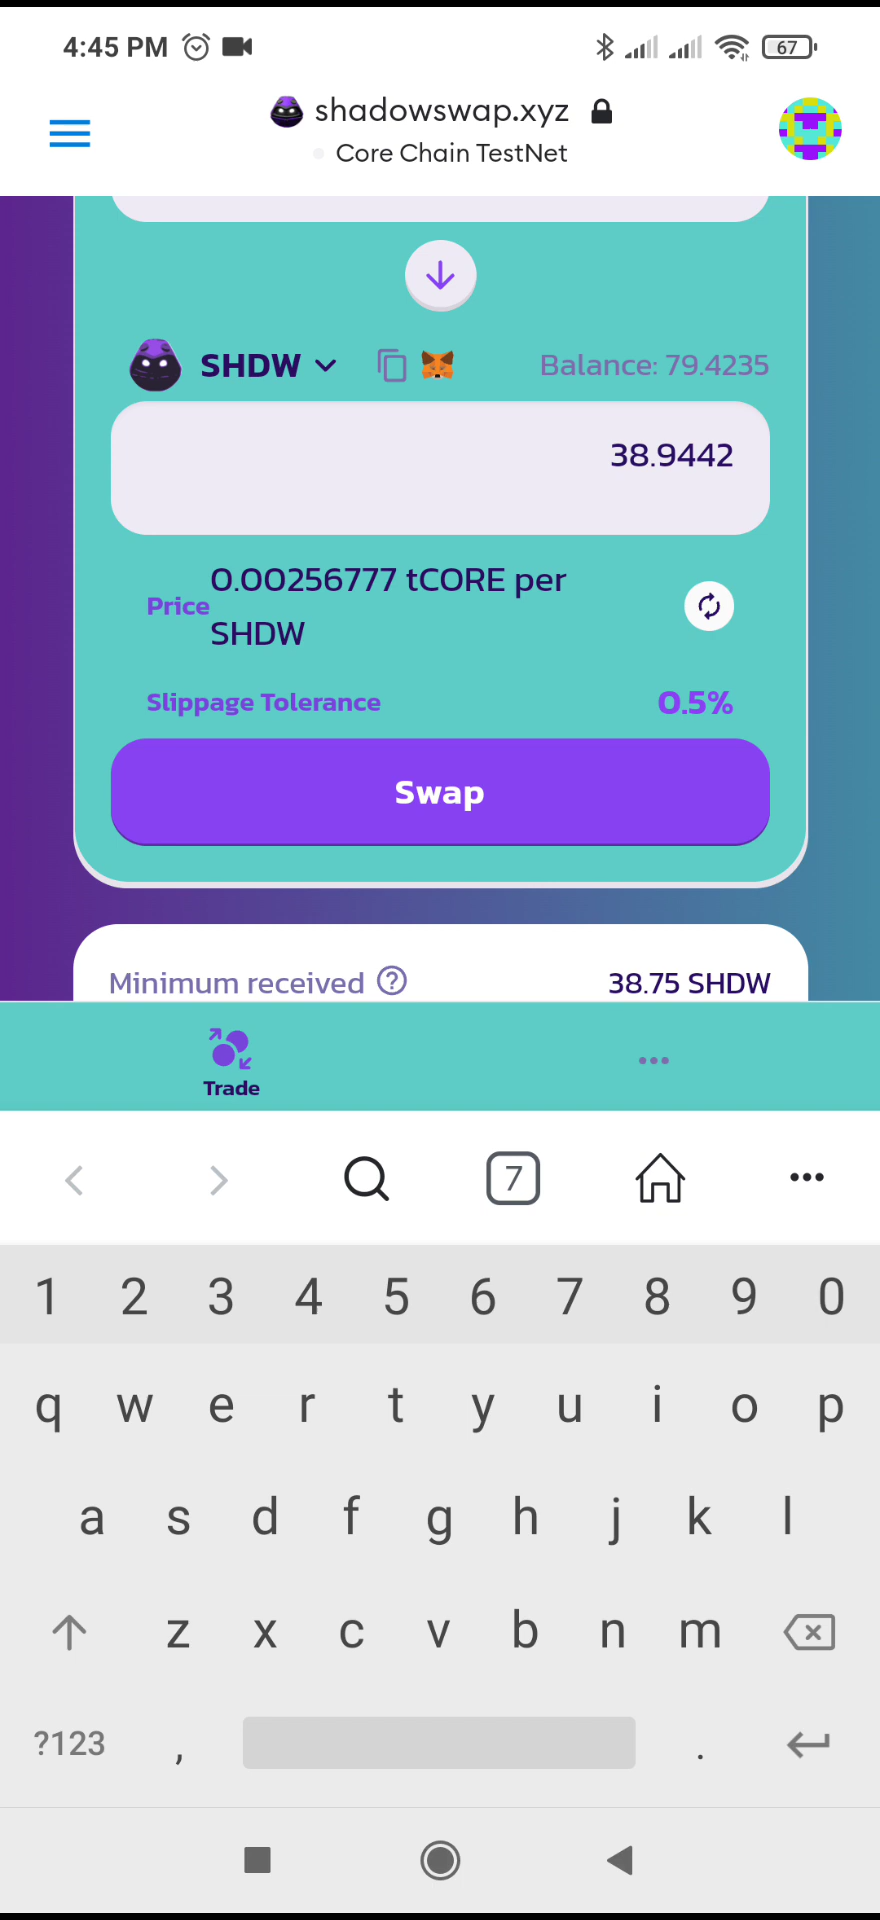 4:45 PM
67
shadowswap.xyz
Core Chain TestNet
SHDW
Balance: 79.4235
38.9442
Price
0.00256777 tCORE per
SHDW
Slippage Tolerance
0.5%
Swap
Minimum received ?
38.75 SHDW
Trade
7
1 2 3 4 5 6 7 8 9 0
q w e r t y u i o p
a s d f g h j k l
z x c v b n m
?123 , .